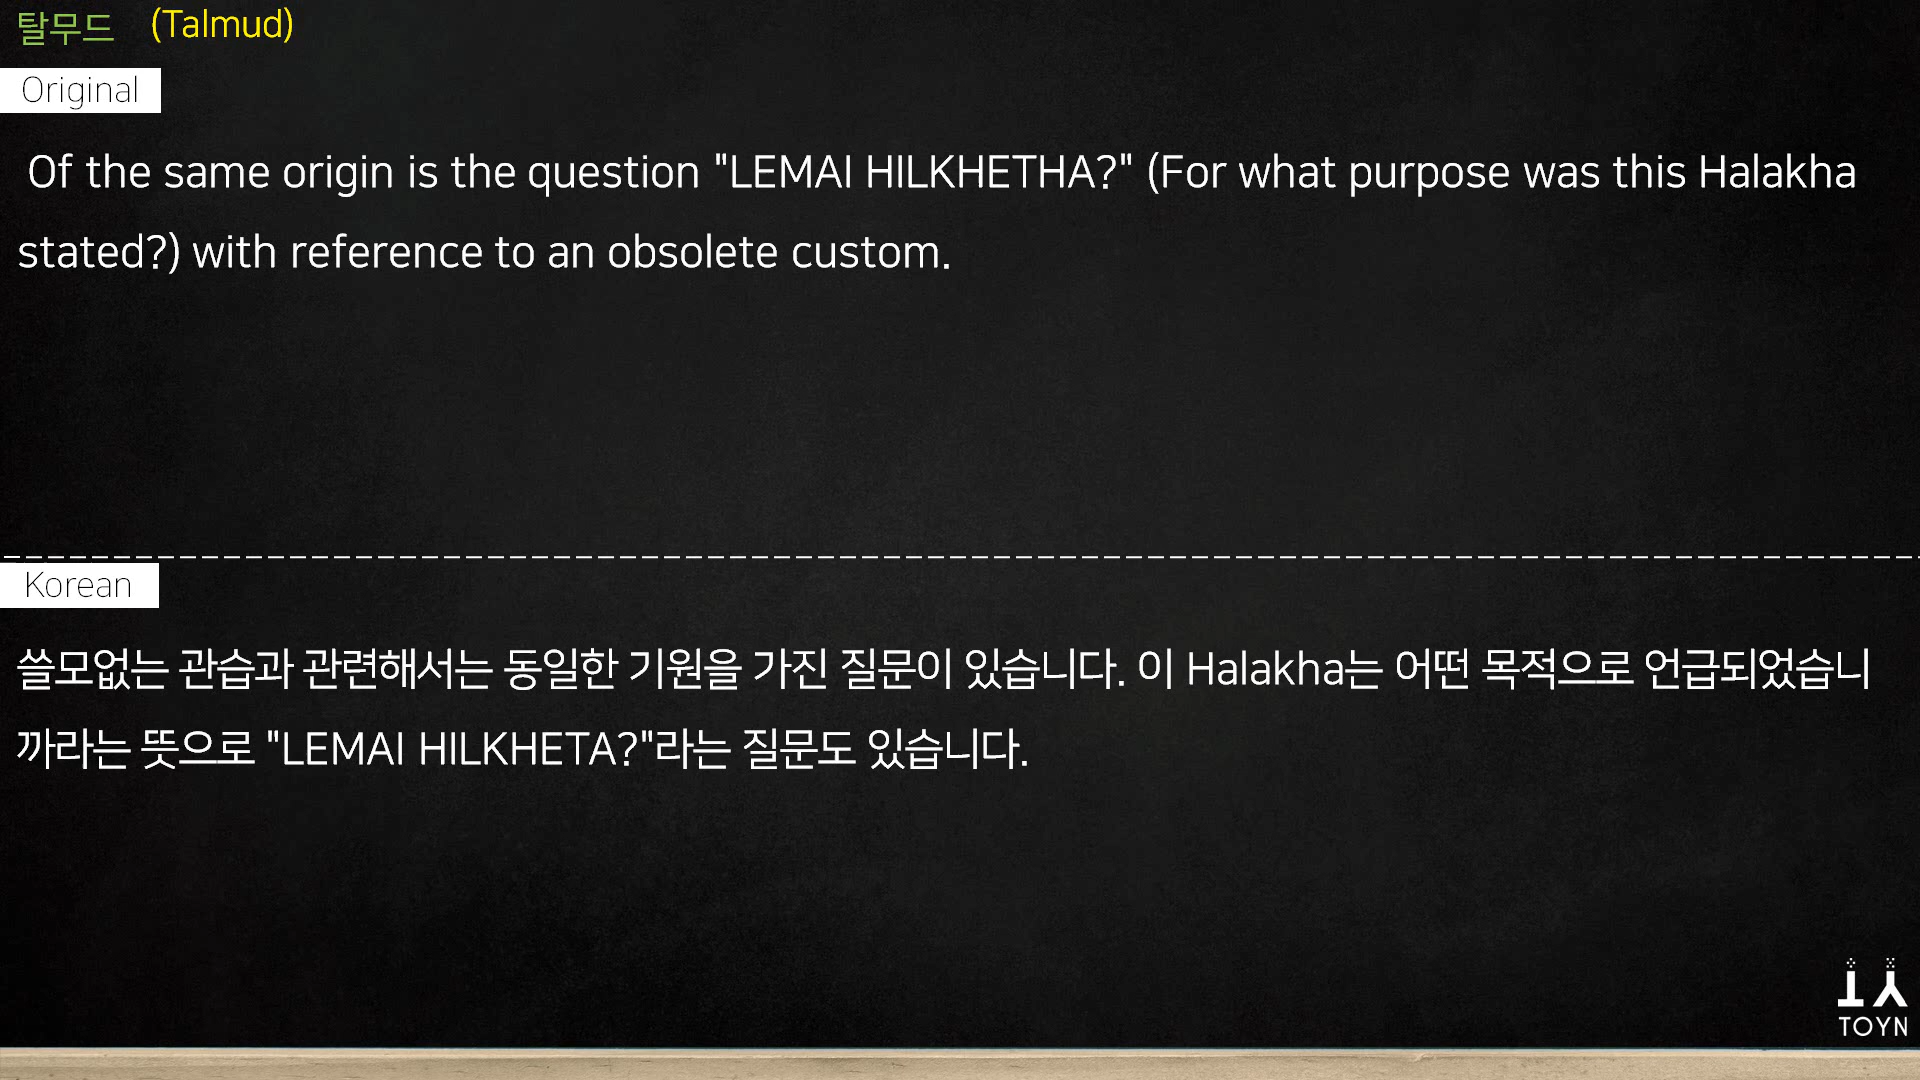 탈무드 (Talmud)
Original
Of the same origin is the question "LEMAI HILKHETHA?" (For what purpose was this Halakha
stated?) with reference to an obsolete custom.
Korean
쓸모없는 관습과 관련해서는 동일한 기원을 가진 질문이 있습니다. 이 Halakha는 어떤 목적으로 언급되었습니
까라는 뜻으로 "LEMAI HILKHETA?"라는 질문도 있습니다.
TOYN